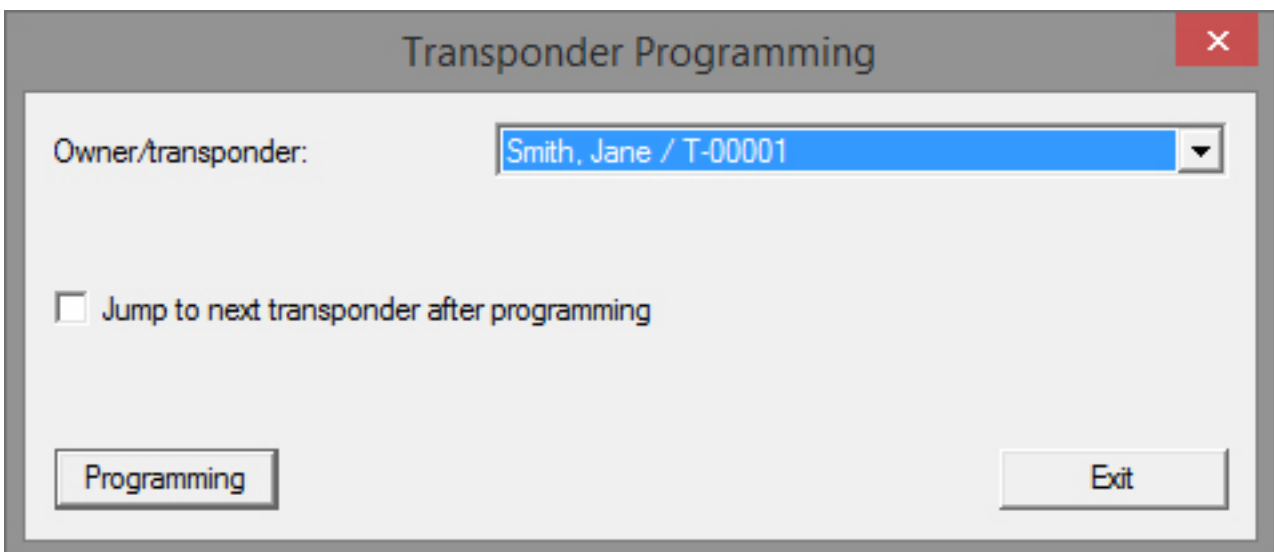 Transponder Programming
Owner/transponder:
Smith, Jane / T-00001
Jump to next transponder after programming
Programming
Exit